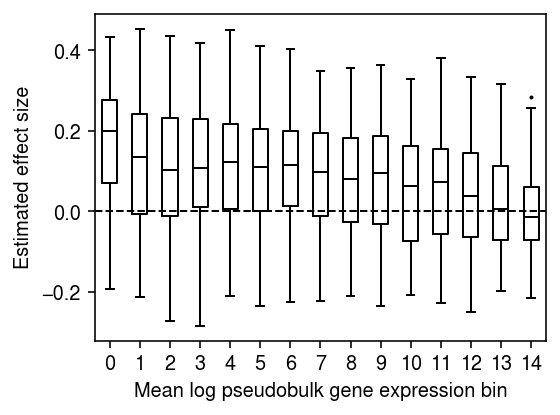 Estimated effect size
0.4
0.2
0.0
−0.2
0 1 2 3 4 5 6 7 8 9 10 11 12 13 14
Mean log pseudobulk gene expression bin